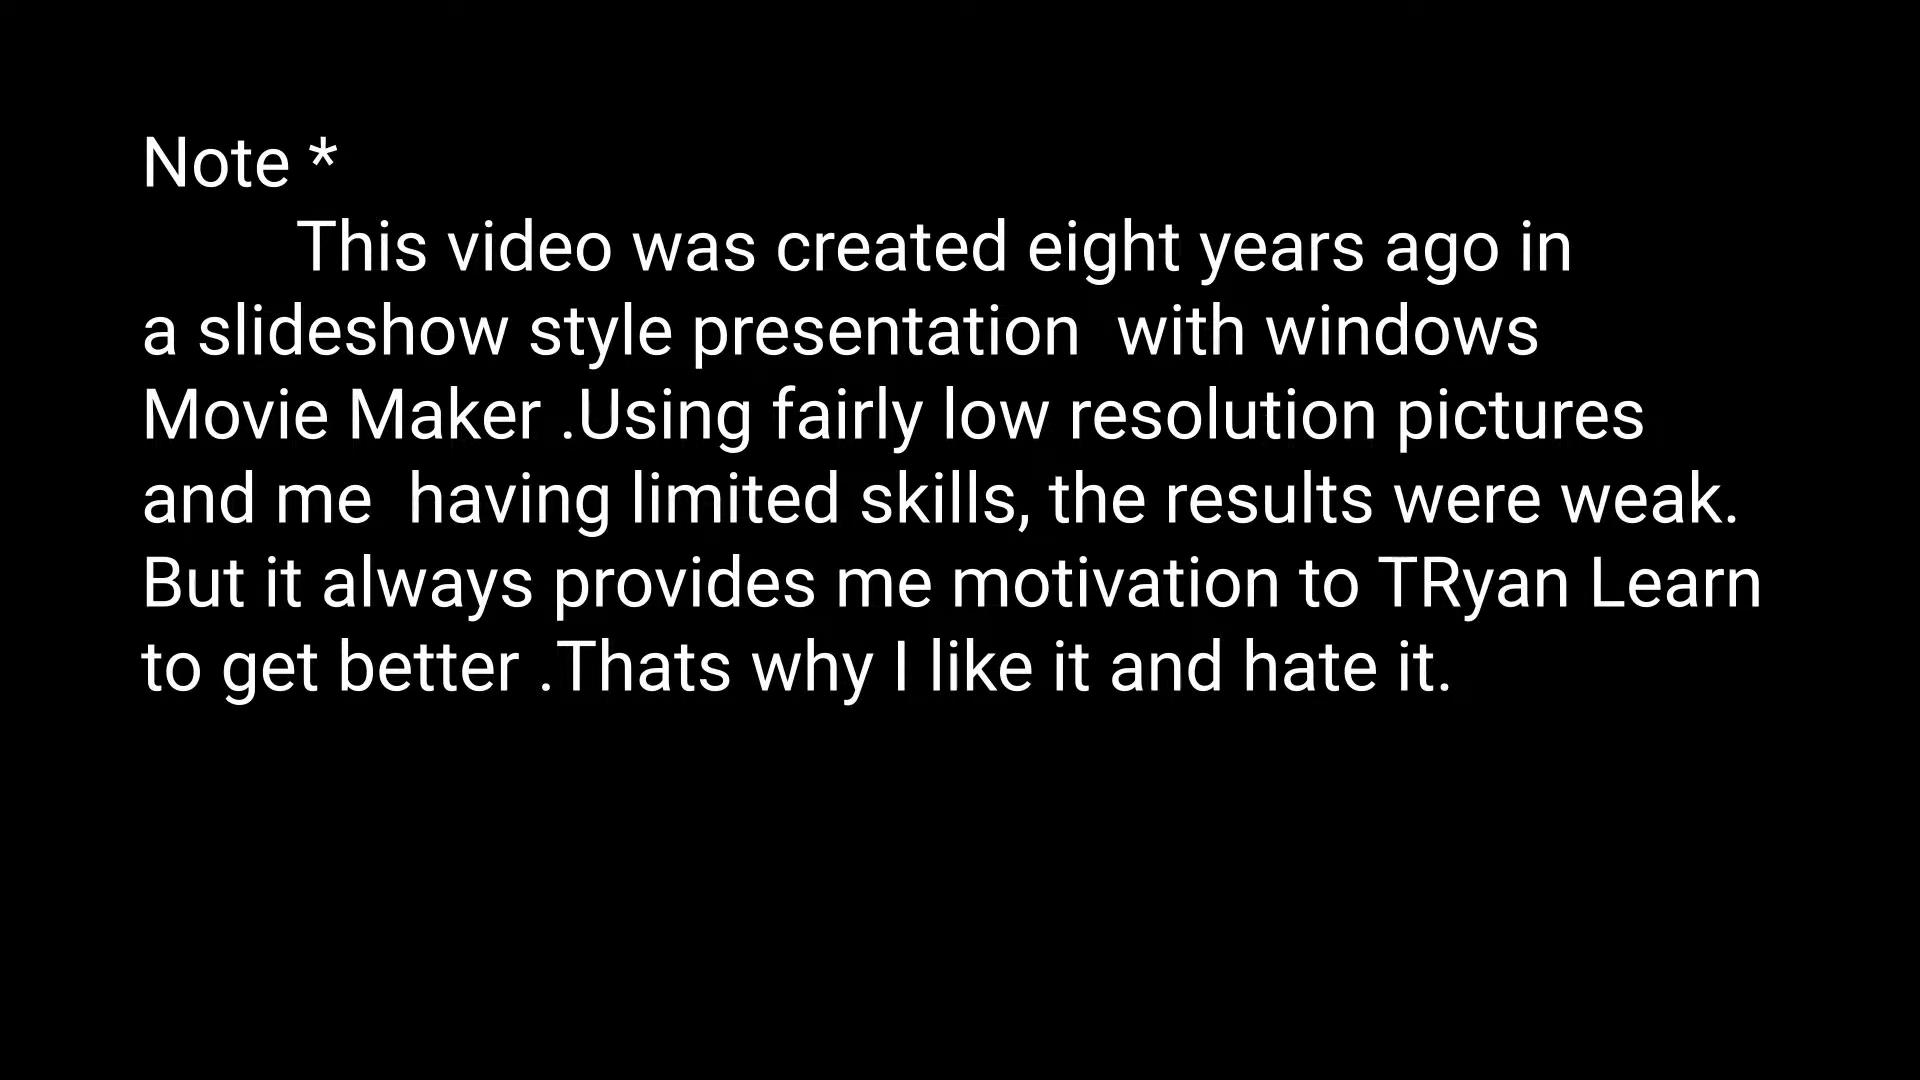 Note *
This video was created eight years ago in
a slideshow style presentation  with windows
Movie Maker .Using fairly low resolution pictures
and me  having limited skills, the results were weak.
But it always provides me motivation to TRyan Learn
to get better .Thats why I like it and hate it.